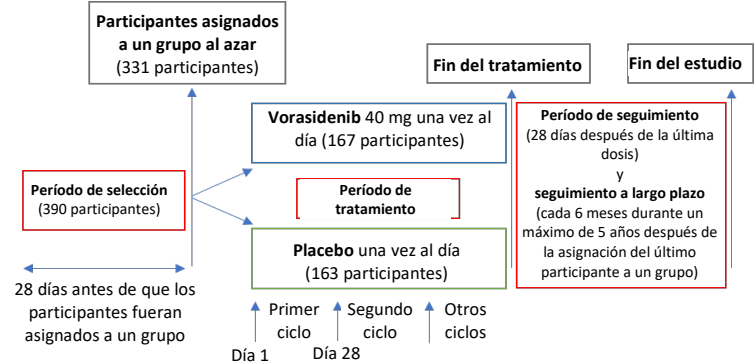 Participantes asignados
a un grupo al azar
(331 participantes)
Fin del tratamiento
Fin del estudio
Vorasidenib 40 mg una vez al
día (167 participantes)
Período de selección
(390 participantes)
Período de
tratamiento
Placebo una vez al día
(163 participantes)
Período de seguimiento
(28 días después de la última
dosis)
y
seguimiento a largo plazo
(cada 6 meses durante un
máximo de 5 años después de
la asignación del último
participante a un grupo)
28 días antes de que los
participantes fueran
asignados a un grupo
Primer
ciclo
Segundo
ciclo
Otros
ciclos
Día 1
Día 28